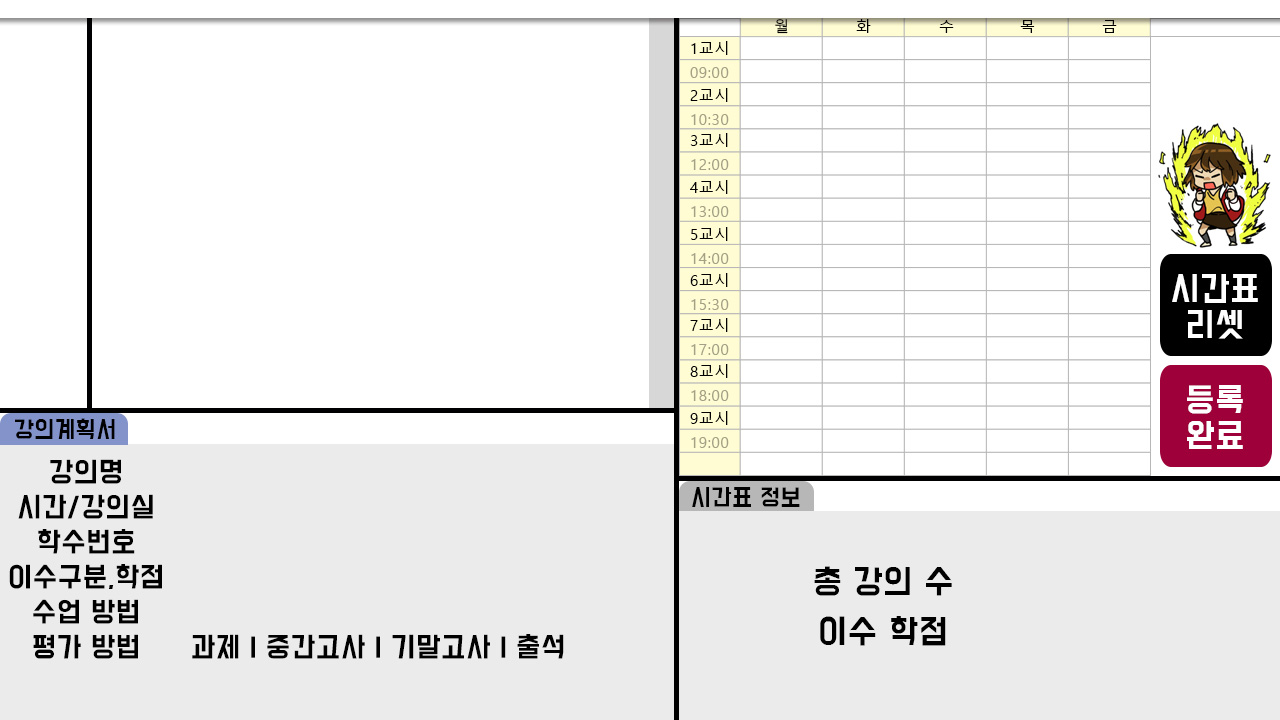 월 화 수 목 금
1교시
09:00
2교시
10:30
3교시
12:00
4교시
13:00
5교시
14:00
6교시
15:30
7교시
17:00
8교시
18:00
9교시
19:00
시간표
리셋
등록
완료
강의계획서
강의명
시간/강의실
학수번호
이수구분,학점
수업 방법
평가 방법 과제 | 중간고사 | 기말고사 | 출석
시간표 정보
총 강의 수
이수 학점